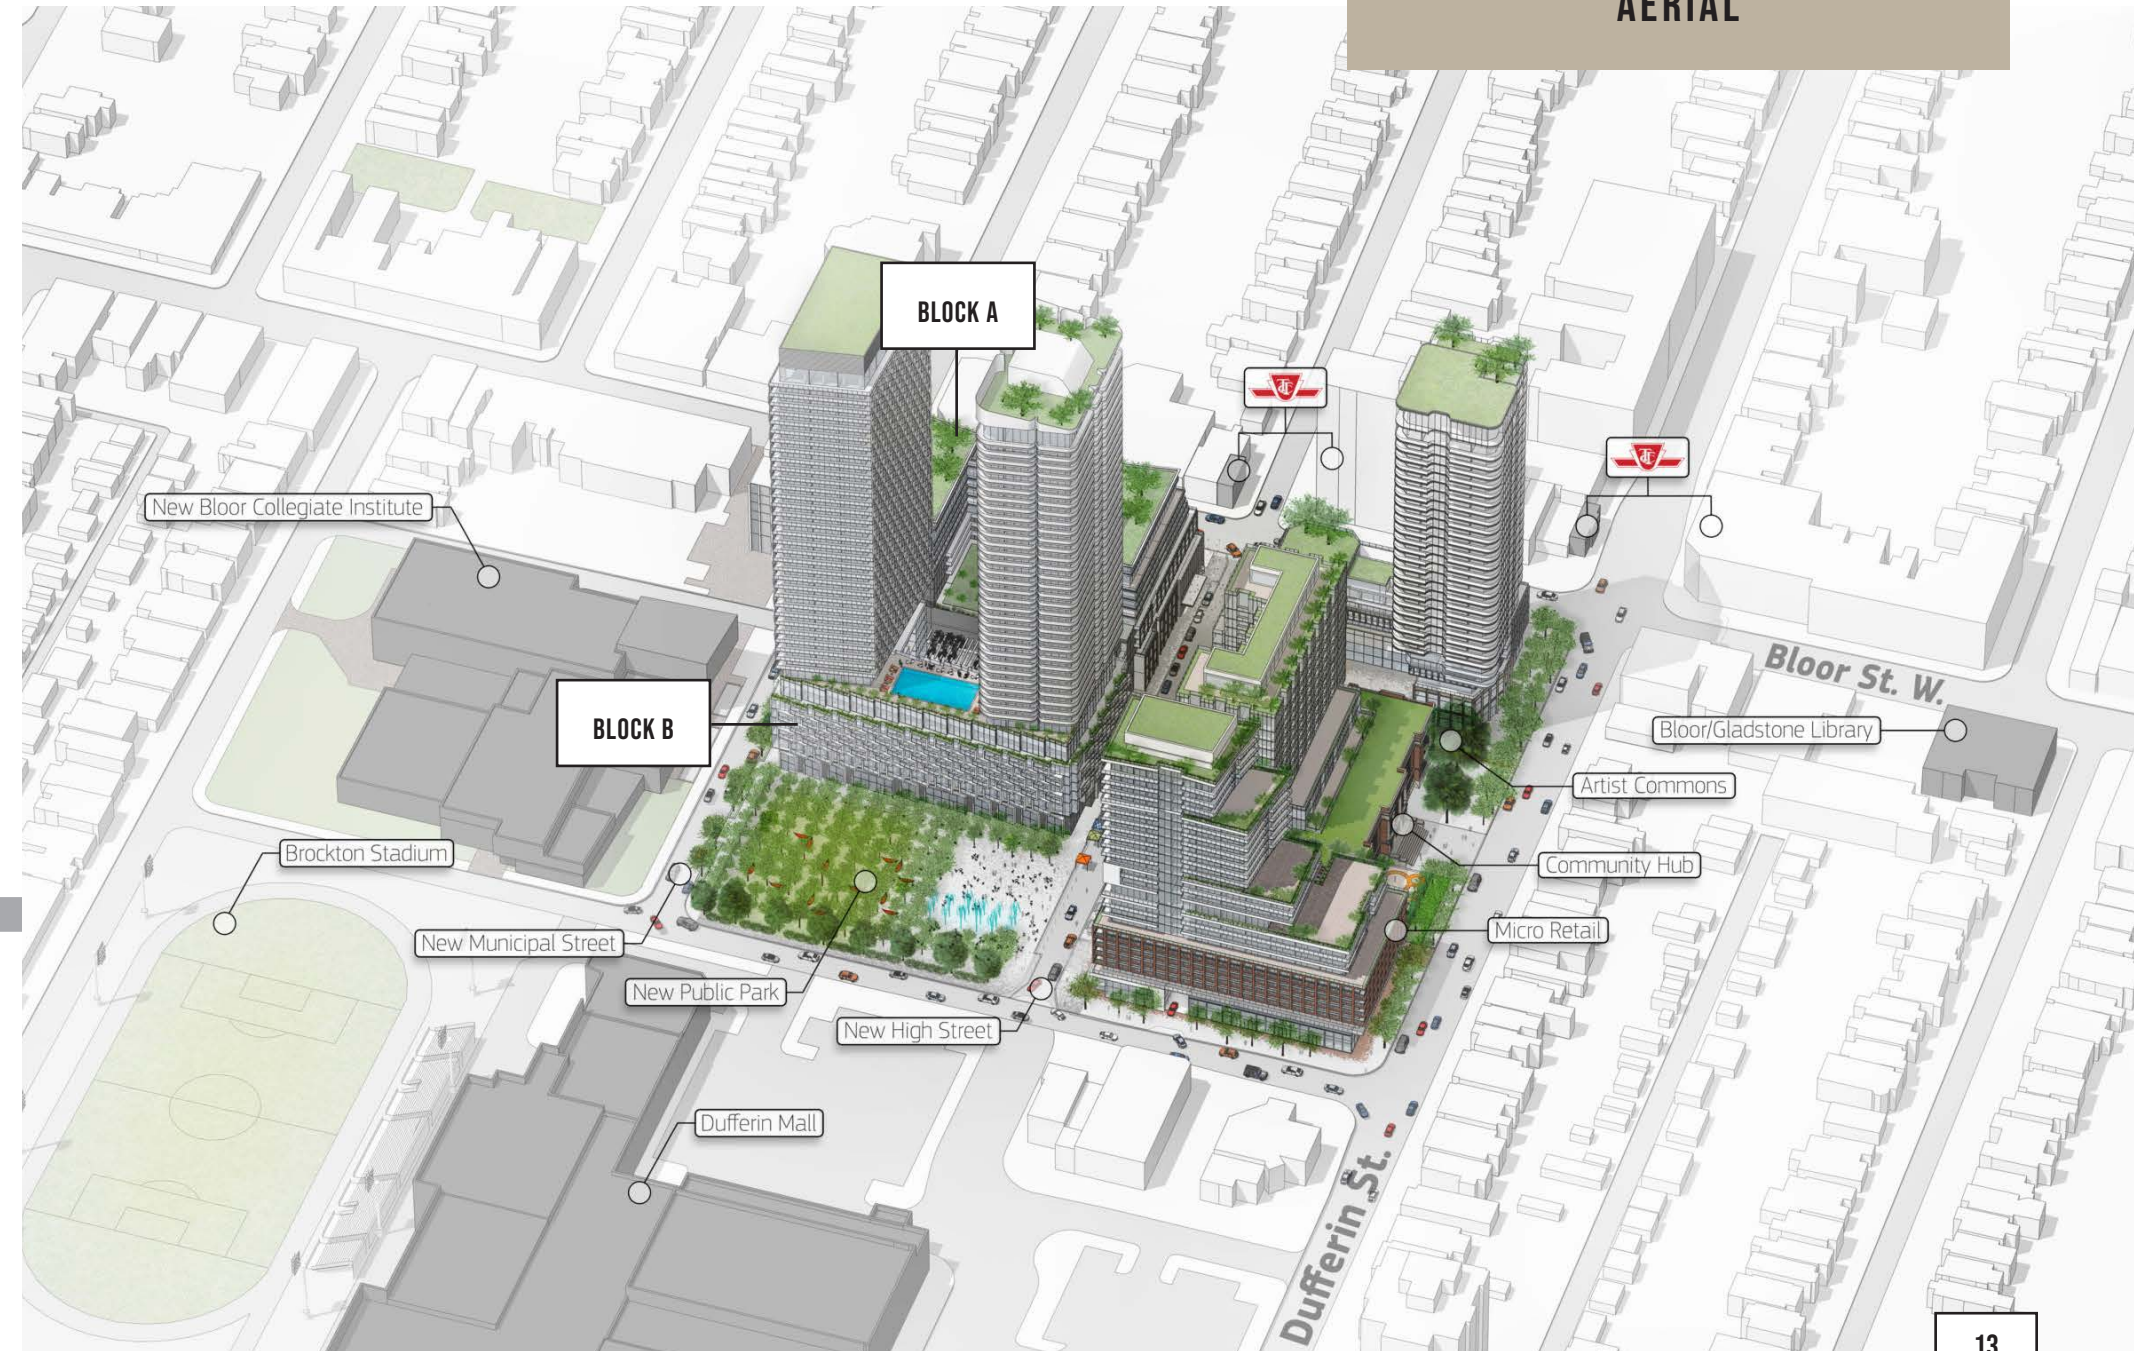 AERIAL
BLOCK A
New Bloor Collegiate Institute
Bloor St. W.
BLOCK B
Bloor/Gladstone Library
Artist Commons
Brockton Stadium
Community Hub
New Municipal Street
Micro Retail
New Public Park
New High Street
Dufferin Mall
Dufferin St.
13